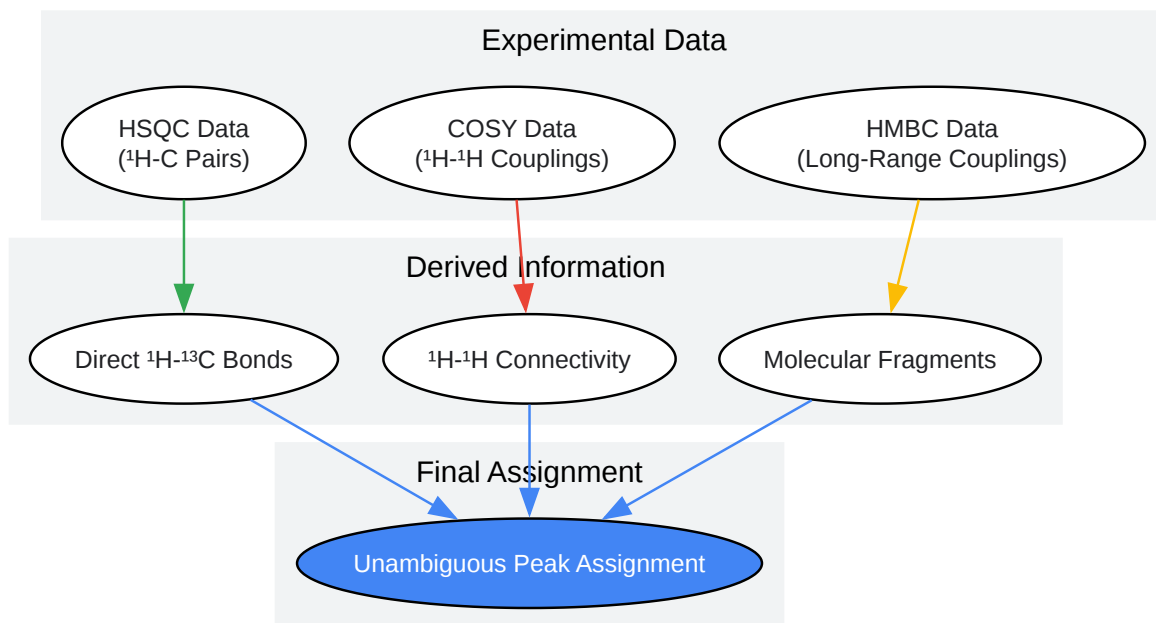 Experimental Data
HSQC Data
(¹H-C Pairs)
COSY Data
(¹H-¹H Couplings)
HMBC Data
(Long-Range Couplings)
Derived Information
Direct ¹H-¹³C Bonds
¹H-¹H Connectivity
Molecular Fragments
Final Assignment
Unambiguous Peak Assignment